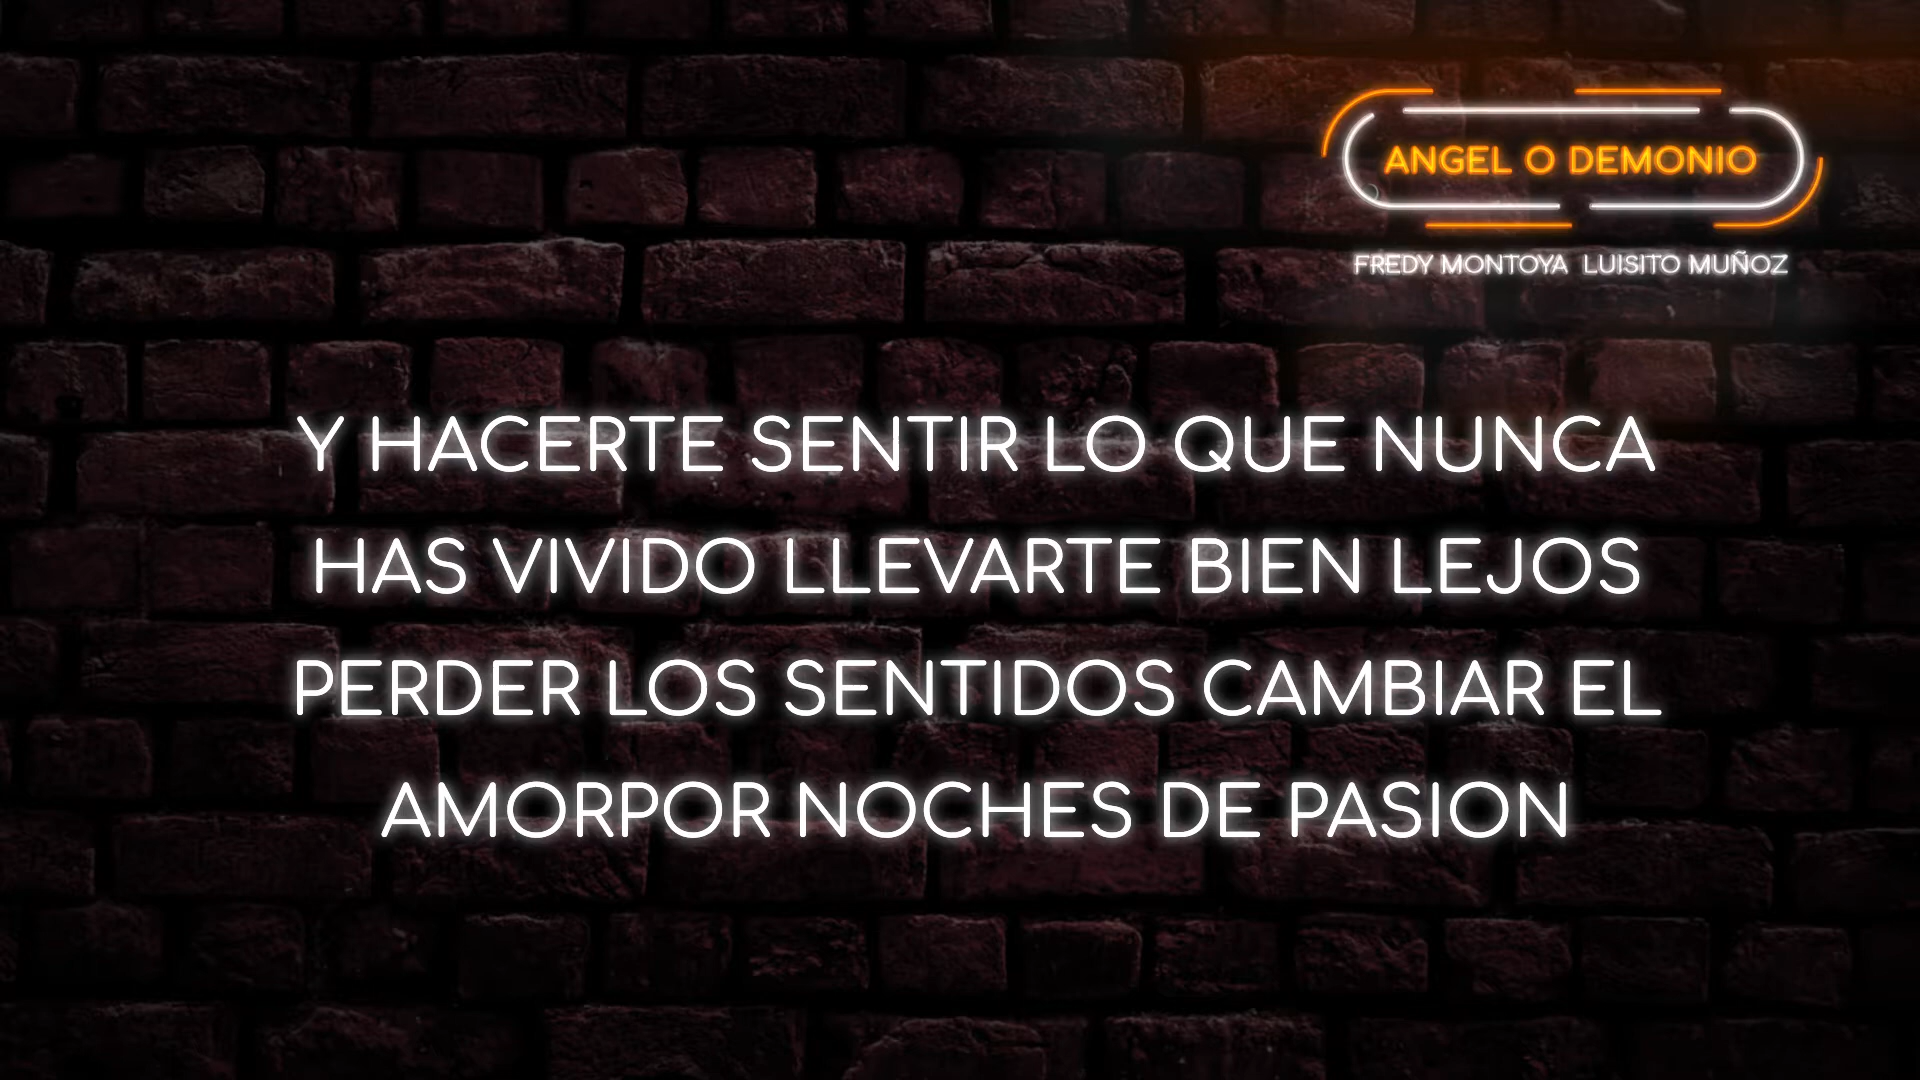 ANGEL O DEMONIO
FREDY MONTOYA LUISITO MUÑOZ
Y HACERTE SENTIR LO QUE NUNCA
HAS VIVIDO LLEVARTE BIEN LEJOS
PERDER LOS SENTIDOS CAMBIAR EL
AMORPOR NOCHES DE PASION